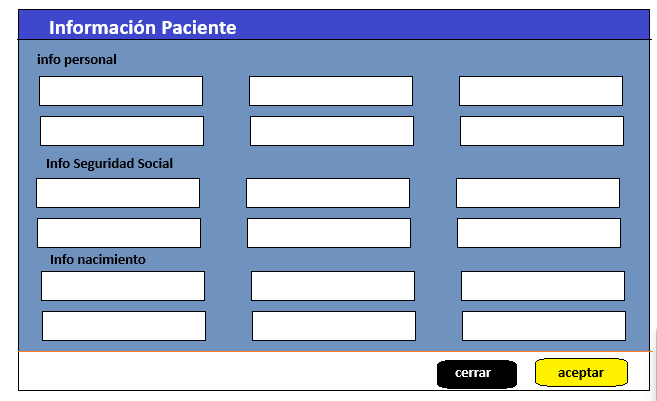 Información Paciente
info personal
Info Seguridad Social
Info nacimiento
cerrar
aceptar